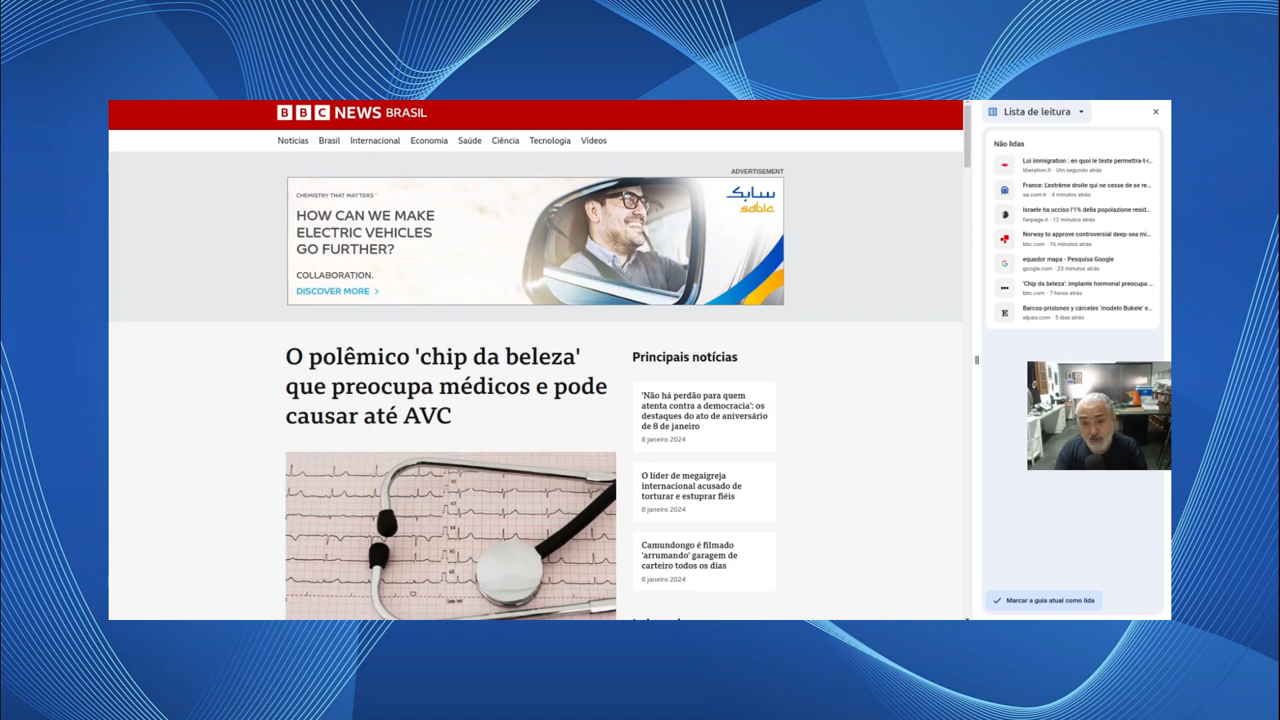 BBC NEWS BRASIL
Notícias Brasil Internacional Economia Saúde Ciência Tecnologia Vídeos
ADVERTISEMENT
CHEMISTRY THAT MATTERS™
HOW CAN WE MAKE
ELECTRIC VEHICLES
GO FURTHER?
COLLABORATION.
DISCOVER MORE >
سابک
sabic
O polêmico 'chip da beleza'
que preocupa médicos e pode
causar até AVC
Principais notícias
'Não há perdão para quem
atenta contra a democracia': os
destaques do ato de aniversário
de 8 de janeiro
8 janeiro 2024
O líder de megaigreja
internacional acusado de
torturar e estuprar fiéis
8 janeiro 2024
Camundongo é filmado
'arrumando' garagem de
carteiro todos os dias
8 janeiro 2024
Lista de leitura
Não lidas
Loi immigration : en quoi le texte permettra-t-i...
liberation.fr · Um segundo atrás
France: L'extrême droite qui ne cesse de se re...
aa.com.tr · 4 minutos atrás
Israele ha ucciso l'1% della popolazione resid...
fanpage.it · 12 minutos atrás
Norway to approve controversial deep-sea mi...
bbc.com · 16 minutos atrás
equador mapa - Pesquisa Google
google.com · 23 minutos atrás
'Chip da beleza': implante hormonal preocupa ...
bbc.com · 7 horas atrás
Barcos-prisiones y cárceles 'modelo Bukele' e...
elpais.com · 5 dias atrás
Marcar a guia atual como lida